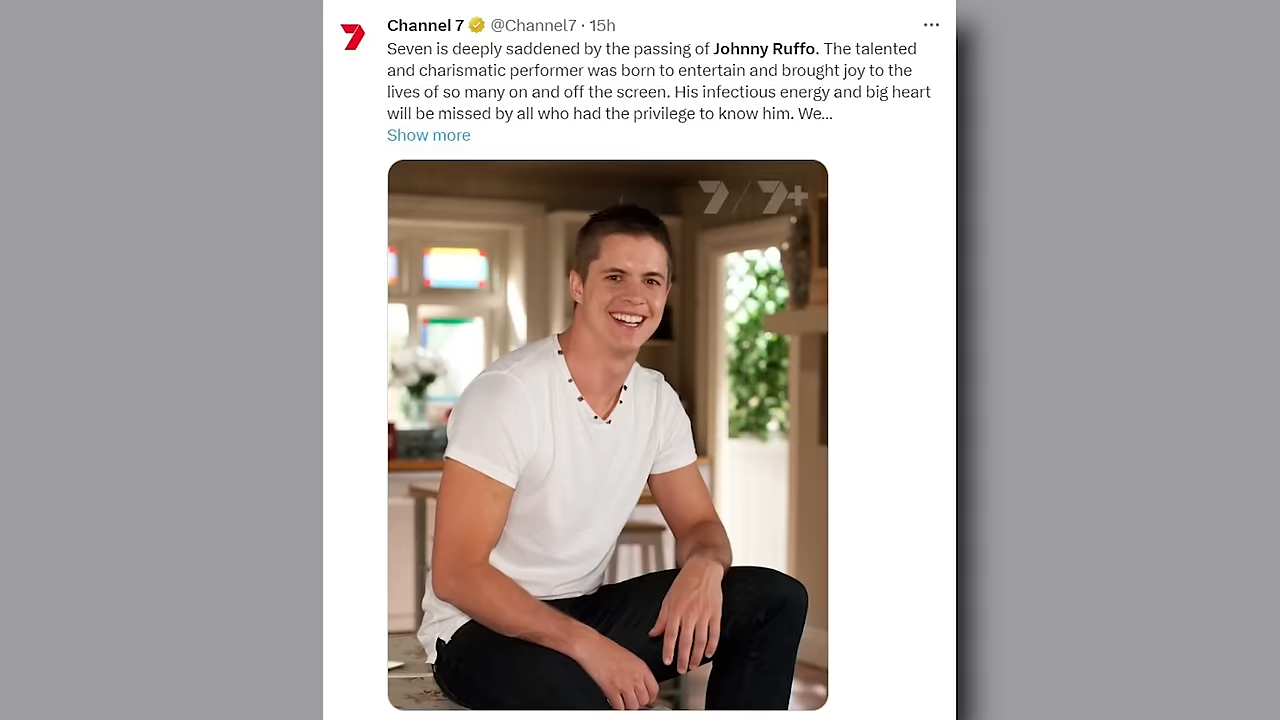 Channel 7 @Channel7 · 15h
Seven is deeply saddened by the passing of Johnny Ruffo. The talented
and charismatic performer was born to entertain and brought joy to the
lives of so many on and off the screen. His infectious energy and big heart
will be missed by all who had the privilege to know him. We...
Show more
7 / 7+